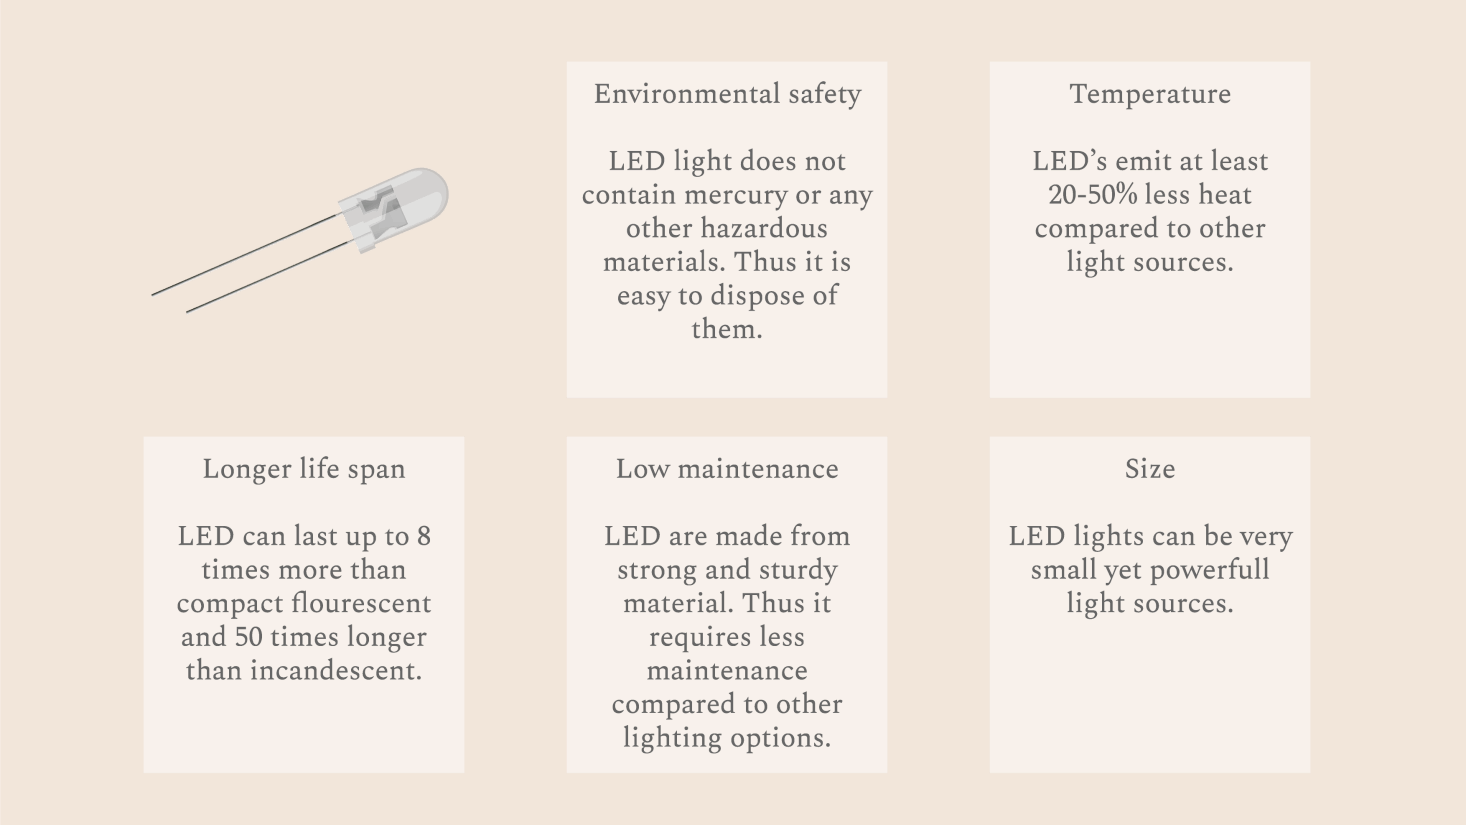 Environmental safety
LED light does not
contain mercury or any
other hazardous
materials. Thus it is
easy to dispose of
them.
Temperature
LED’s emit at least
20-50% less heat
compared to other
light sources.
Longer life span
LED can last up to 8
times more than
compact flourescent
and 50 times longer
than incandescent.
Low maintenance
LED are made from
strong and sturdy
material. Thus it
requires less
maintenance
compared to other
lighting options.
Size
LED lights can be very
small yet powerfull
light sources.